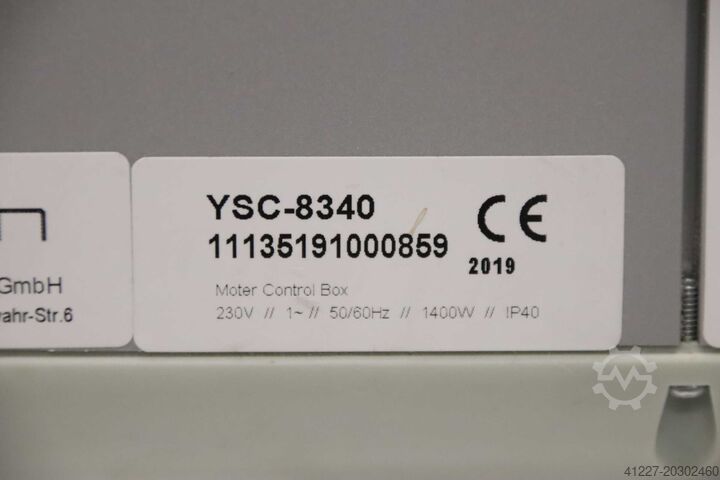 YSC-8340
11135191000859
CE
2019
Moter Control Box
230V // 1~ // 50/60Hz // 1400W // IP40
GmbH
wahr-Str.6
41227-20302460